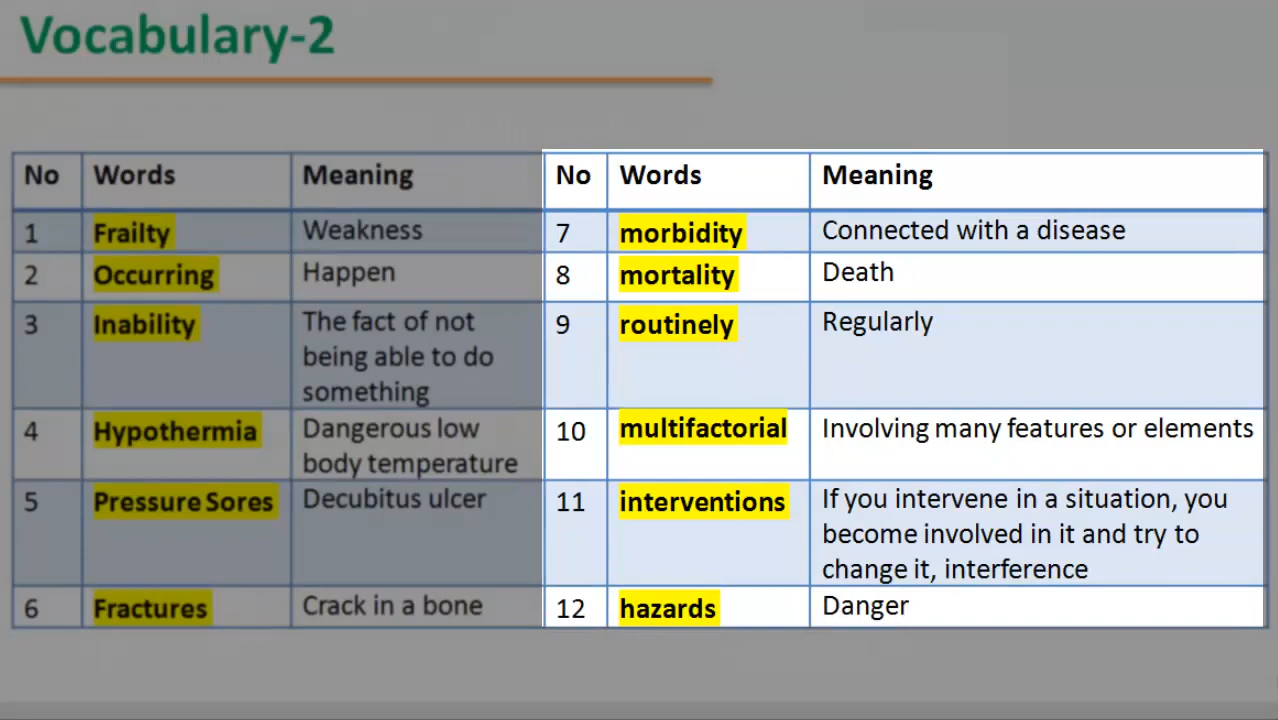 Vocabulary-2
No Words Meaning No Words Meaning
1 Frailty Weakness 7 morbidity Connected with a disease
2 Occurring Happen 8 mortality Death
3 Inability The fact of not 9 routinely Regularly
being able to do
something
4 Hypothermia Dangerous low 10 multifactorial Involving many features or elements
body temperature
5 Pressure Sores Decubitus ulcer 11 interventions If you intervene in a situation, you
become involved in it and try to
change it, interference
6 Fractures Crack in a bone 12 hazards Danger